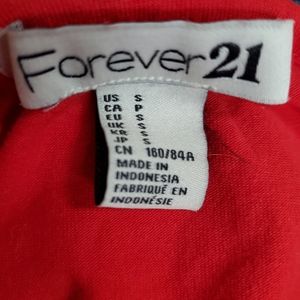 Forever21
US S
CA P
EU S
UK S
KR S
JP S
CN 160/84A
MADE IN
INDONESIA
FABRIQUÉ EN
INDONÉSIE